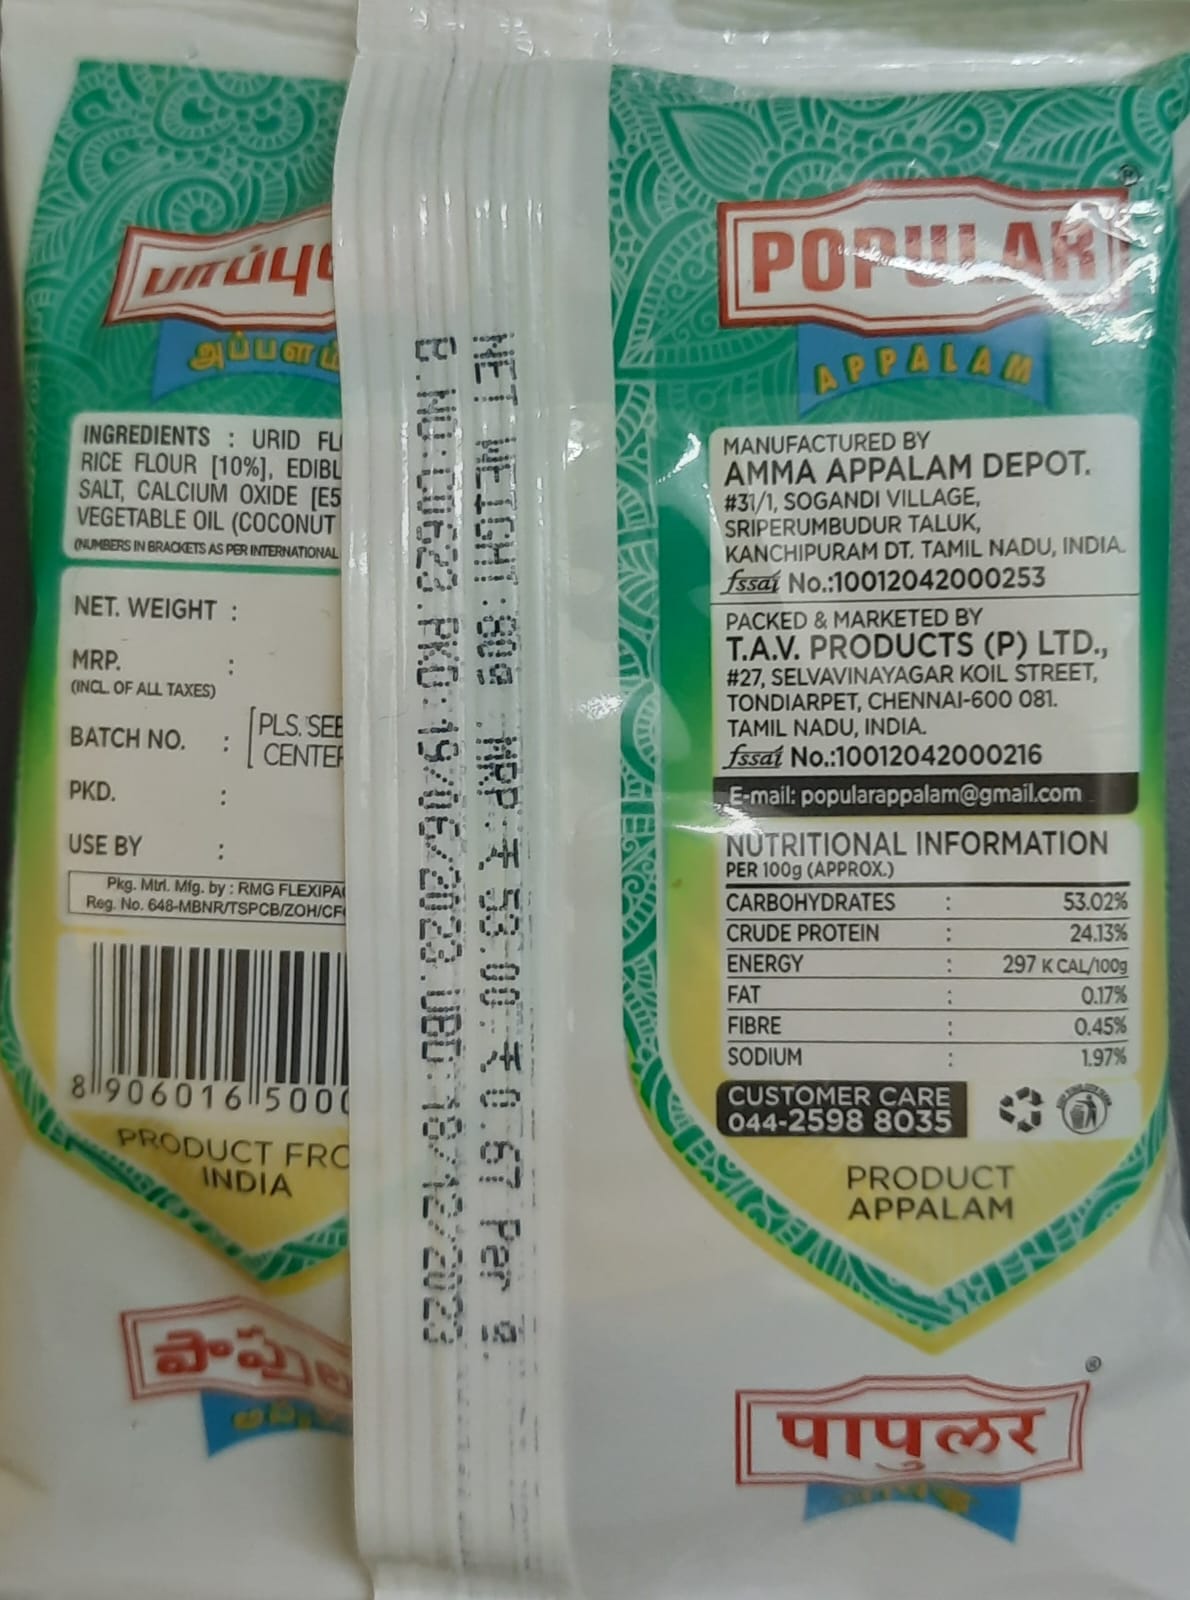 பாப்பு
அப்பளம்
INGREDIENTS : URID FL
RICE FLOUR [10%], EDIBL
SALT, CALCIUM OXIDE [E5
VEGETABLE OIL (COCONUT
(NUMBERS IN BRACKETS AS PER INTERNATIONAL
NET. WEIGHT :
MRP. :
(INCL. OF ALL TAXES)
BATCH NO. : [PLS. SEE
CENTER
PKD. :
USE BY :
Pkg. Mtrl. Mfg. by : RMG FLEXIPA
Reg. No. 648-MBNR/TSPCB/ZOH/CF
8 906016 500
PRODUCT FRO
INDIA
పాపుల
NET WEIGHT:80g .MRP:₹ 53.00.₹ 0.67 Per g.
B.NO: .PKD:19/06/2023.UBD:18/12/2023
POPULAR
APPALAM
MANUFACTURED BY
AMMA APPALAM DEPOT.
#31/1, SOGANDI VILLAGE,
SRIPERUMBUDUR TALUK,
KANCHIPURAM DT. TAMIL NADU, INDIA.
fssai No.:10012042000253
PACKED & MARKETED BY
T.A.V. PRODUCTS (P) LTD.,
#27, SELVAVINAYAGAR KOIL STREET,
TONDIARPET, CHENNAI-600 081.
TAMIL NADU, INDIA.
fssai No.:10012042000216
E-mail: popularappalam@gmail.com
NUTRITIONAL INFORMATION
PER 100g (APPROX.)
CARBOHYDRATES : 53.02%
CRUDE PROTEIN : 24.13%
ENERGY : 297 K CAL/100g
FAT : 0.17%
FIBRE : 0.45%
SODIUM : 1.97%
CUSTOMER CARE
044-2598 8035
PRODUCT
APPALAM
पापुलर